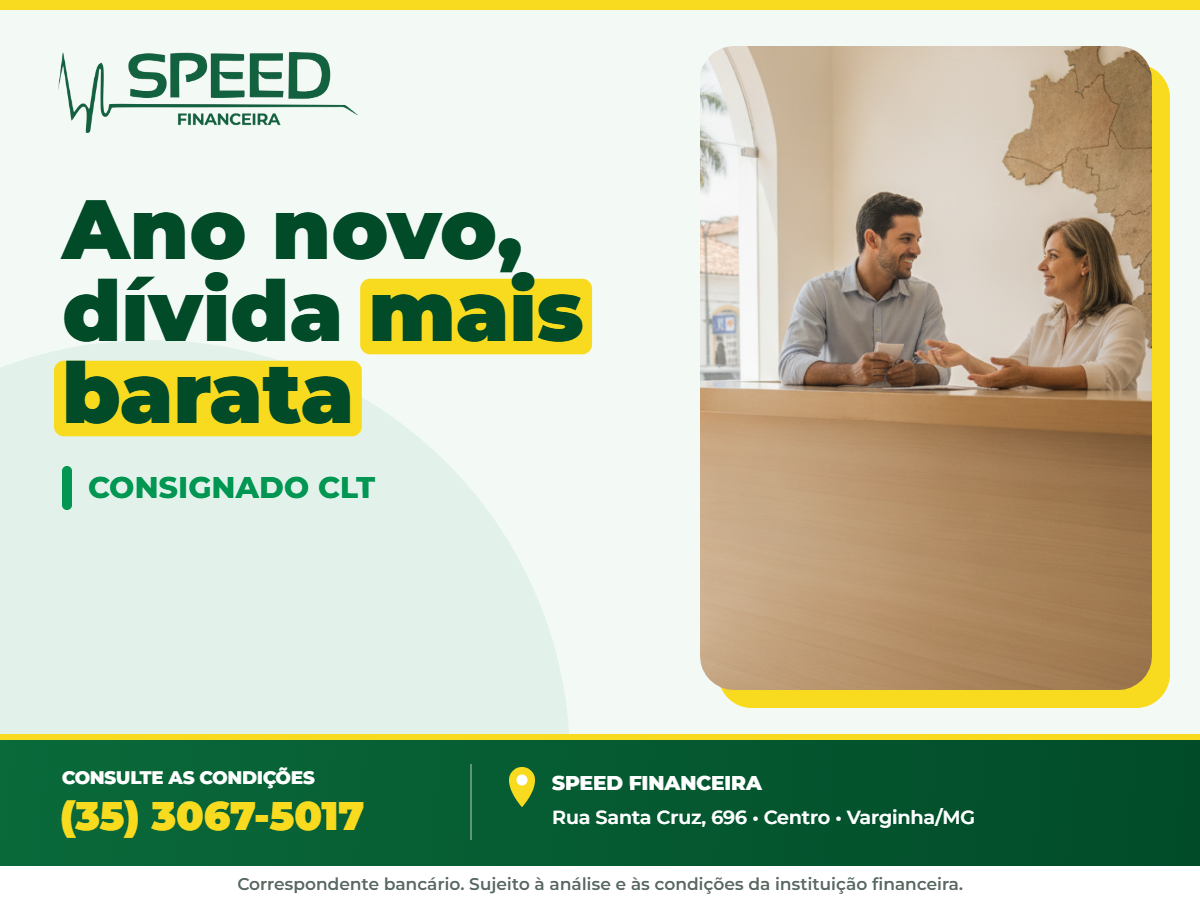 SPEED
FINANCEIRA
Ano novo,
dívida mais
barata
CONSIGNADO CLT
CONSULTE AS CONDIÇÕES
(35) 3067-5017
SPEED FINANCEIRA
Rua Santa Cruz, 696 • Centro • Varginha/MG
Correspondente bancário. Sujeito à análise e às condições da instituição financeira.